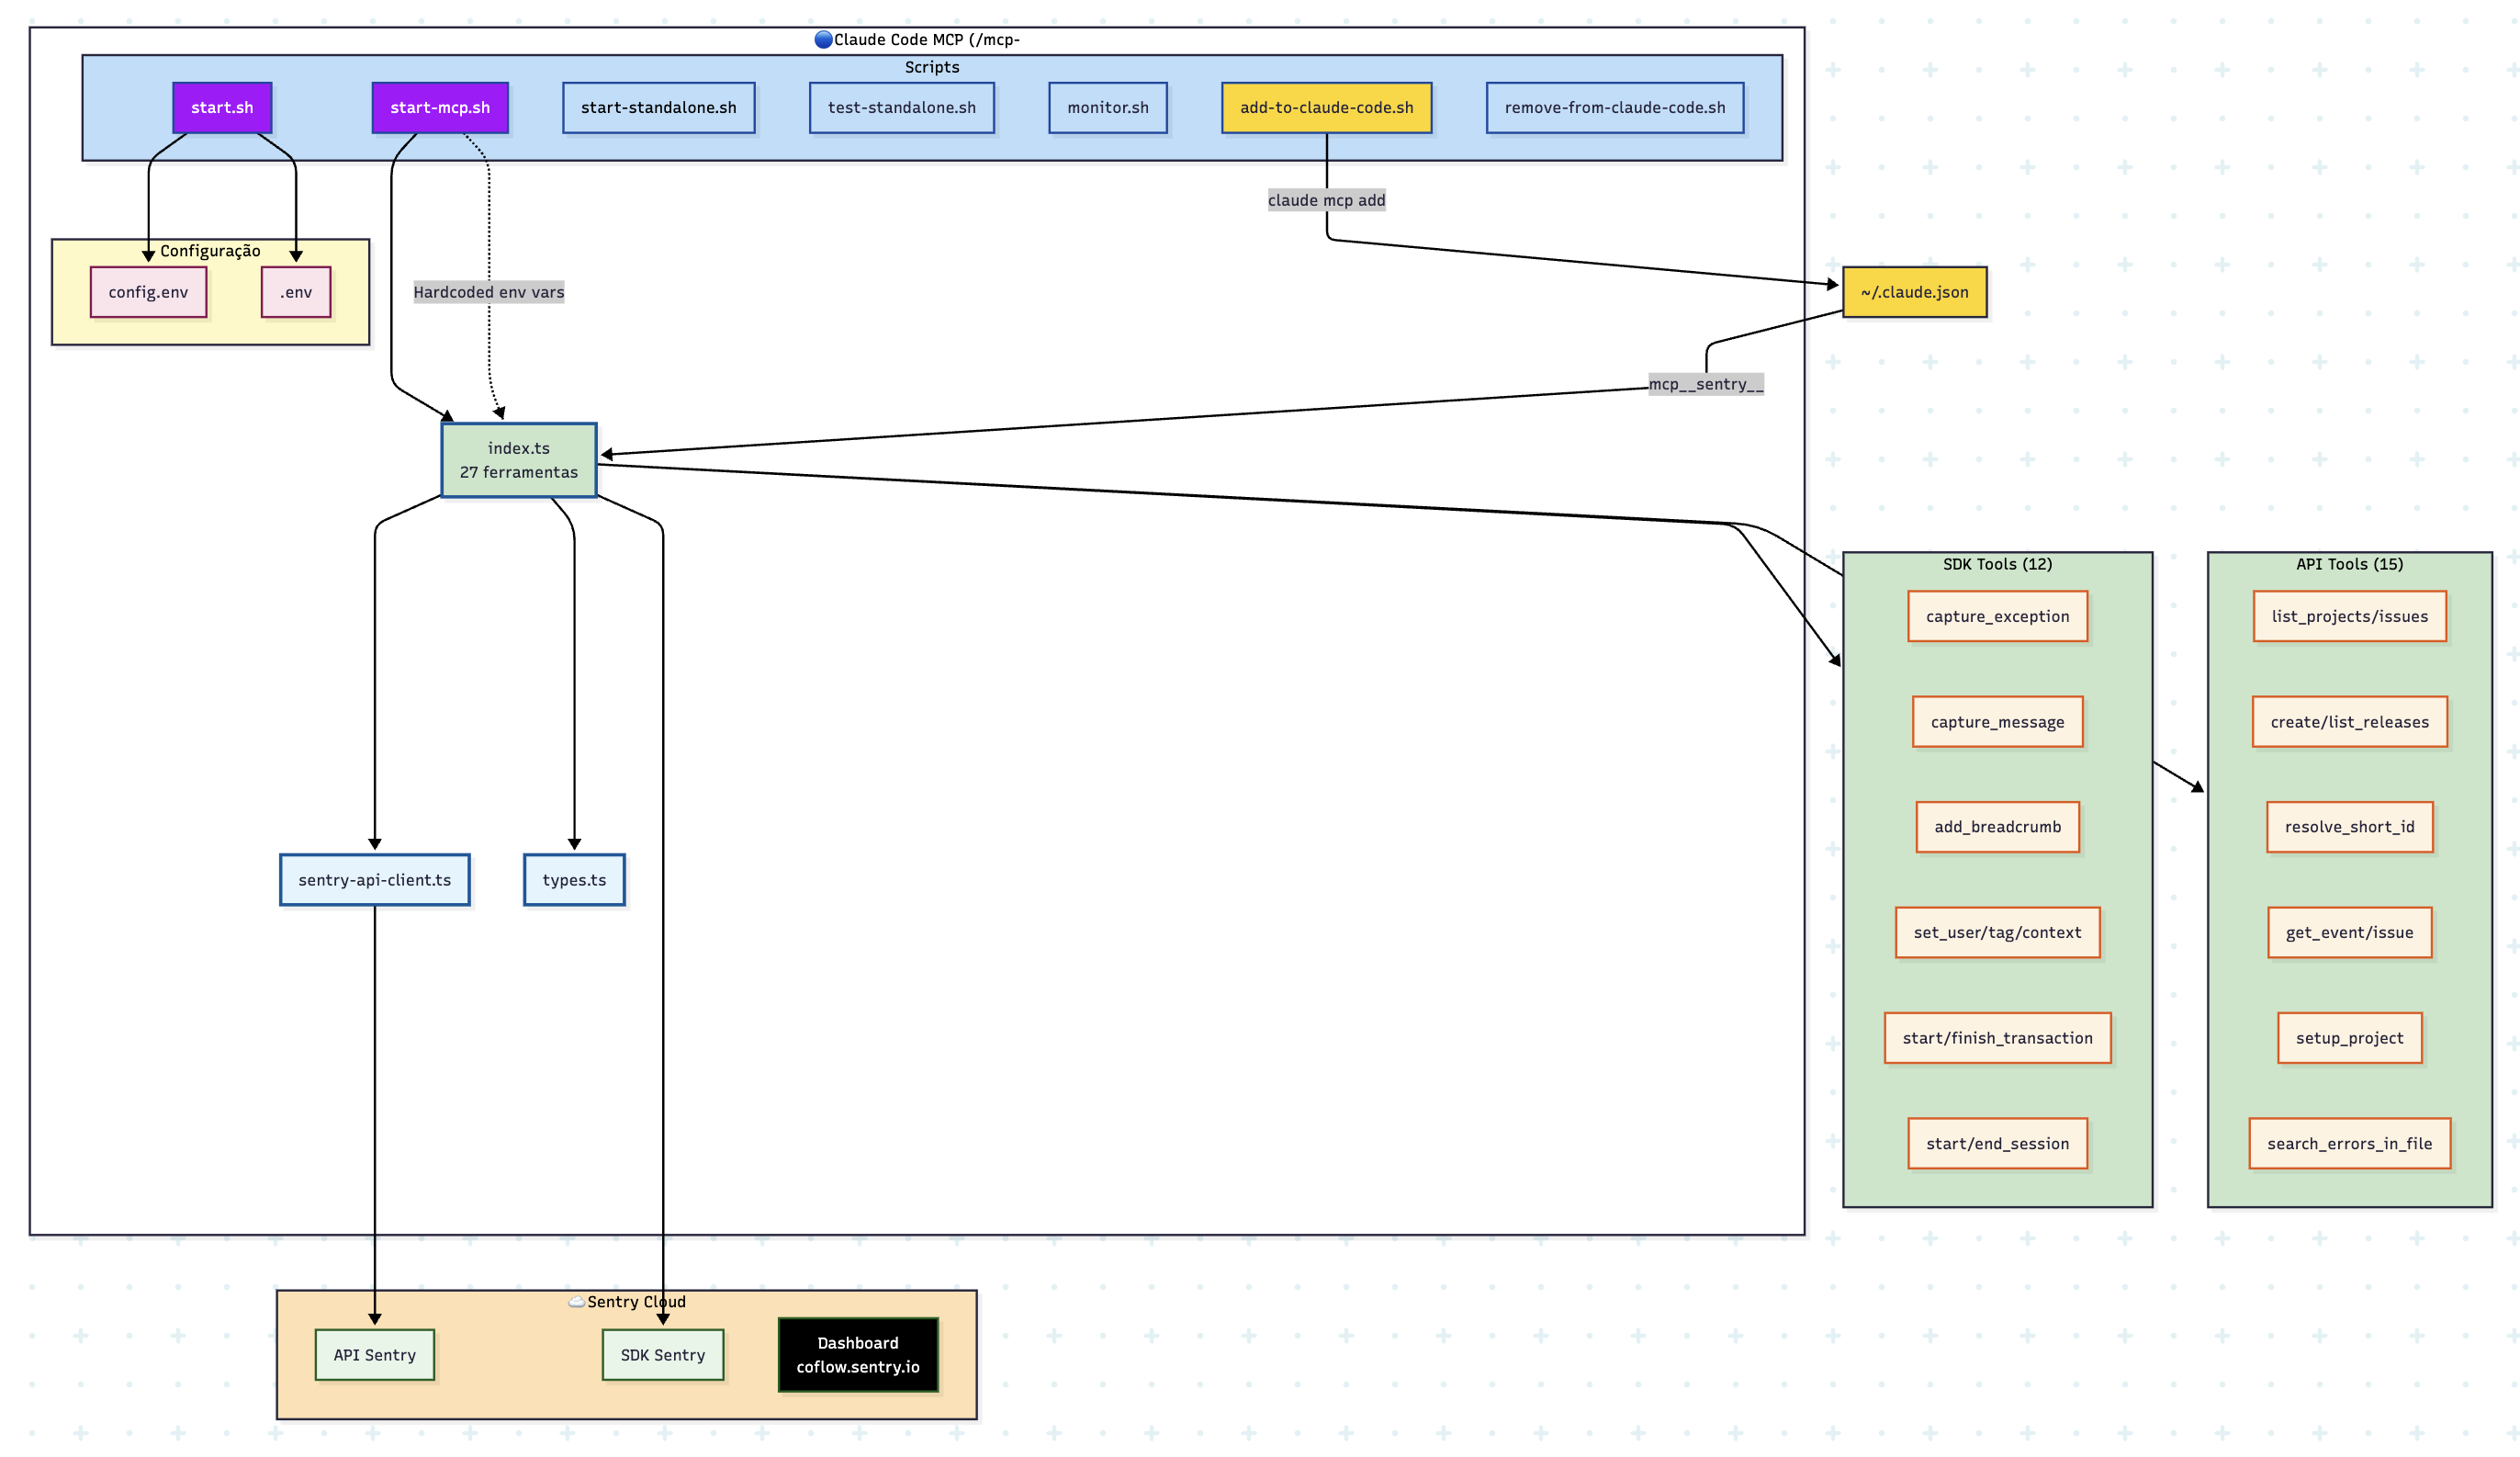 🔵Claude Code MCP (/mcp-
Scripts
start.sh
start-mcp.sh
start-standalone.sh
test-standalone.sh
monitor.sh
add-to-claude-code.sh
remove-from-claude-code.sh
claude mcp add
Configuração
config.env
.env
Hardcoded env vars
~/.claude.json
mcp__sentry__
index.ts
27 ferramentas
SDK Tools (12)
capture_exception
capture_message
add_breadcrumb
set_user/tag/context
start/finish_transaction
start/end_session
API Tools (15)
list_projects/issues
create/list_releases
resolve_short_id
get_event/issue
setup_project
search_errors_in_file
sentry-api-client.ts
types.ts
☁️Sentry Cloud
API Sentry
SDK Sentry
Dashboard
coflow.sentry.io